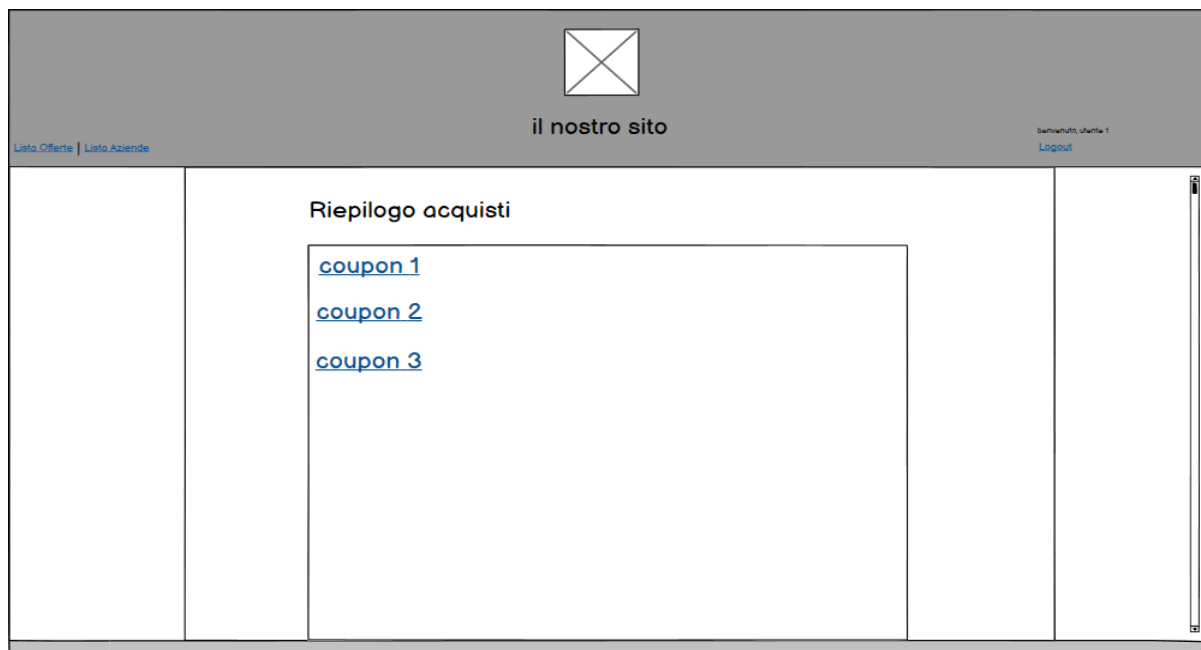 il nostro sito
benvenuto, utente 1
Lista Offerte | Lista Aziende
Logout
Riepilogo acquisti
coupon 1
coupon 2
coupon 3